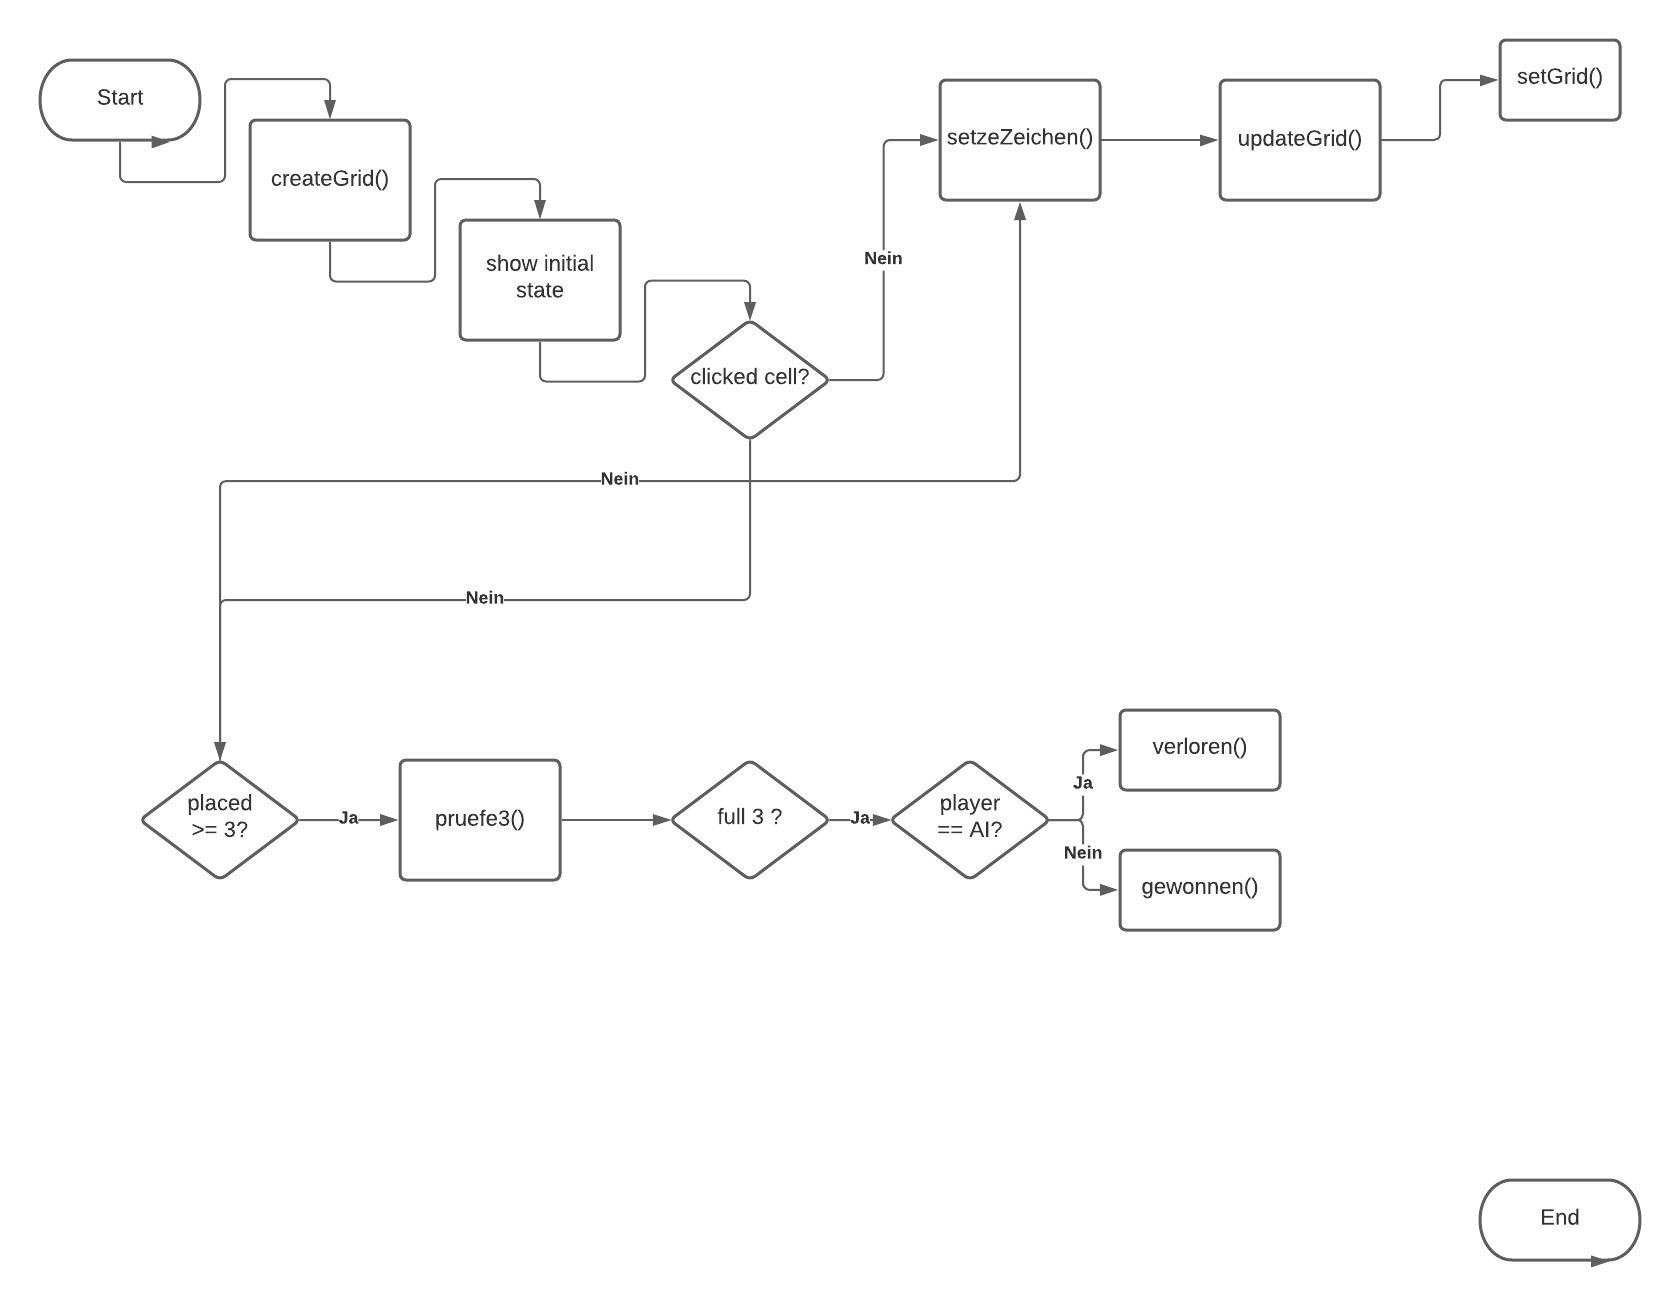 Start
createGrid()
show initial
state
clicked cell?
Nein
setzeZeichen()
updateGrid()
setGrid()
Nein
Nein
placed
>= 3?
Ja
pruefe3()
full 3 ?
Ja
player
== AI?
Ja
verloren()
Nein
gewonnen()
End